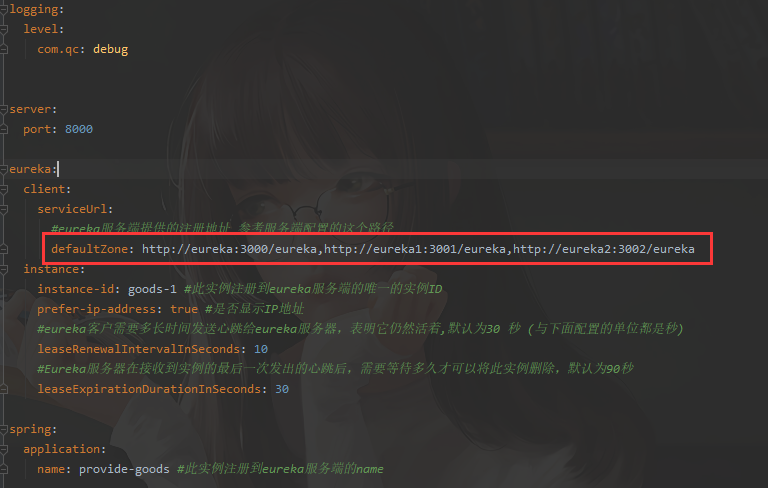 logging:
level:
com.qc: debug
server:
port: 8000
eureka:
client:
serviceUrl:
#eureka服务端提供的注册地址 参考服务端配置的这个路径
defaultZone: http://eureka:3000/eureka,http://eureka1:3001/eureka,http://eureka2:3002/eureka
instance:
instance-id: goods-1 #此实例注册到eureka服务端的唯一的实例ID
prefer-ip-address: true #是否显示IP地址
#eureka客户需要多长时间发送心跳给eureka服务器，表明它仍然活着,默认为30 秒 (与下面配置的单位都是秒)
leaseRenewalIntervalInSeconds: 10
#Eureka服务器在接收到实例的最后一次发出的心跳后，需要等待多久才可以将此实例删除，默认为90秒
leaseExpirationDurationInSeconds: 30
spring:
application:
name: provide-goods #此实例注册到eureka服务端的name